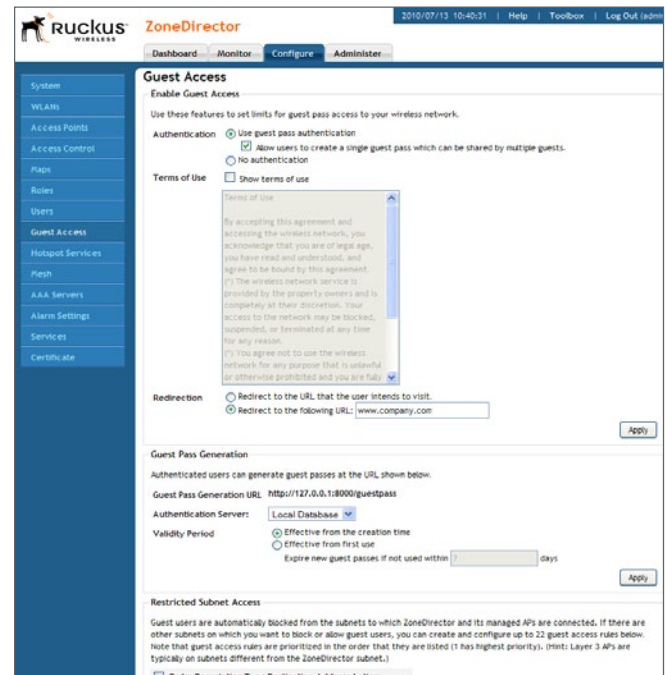 2010/07/13 10:40:31 | Help | Toolbox | Log Out (admi
Ruckus
WIRELESS
ZoneDirector
Dashboard
Monitor
Configure
Administer
System
WLANs
Access Points
Access Control
Maps
Roles
Users
Guest Access
Hotspot Services
Mesh
AAA Servers
Alarm Settings
Services
Certificate
Guest Access
Enable Guest Access
Use these features to set limits for guest pass access to your wireless network.
Authentication
Use guest pass authentication
Allow users to create a single guest pass which can be shared by multiple guests.
No authentication
Terms of Use
Show terms of use
Terms of Use
By accepting this agreement and
accessing the wireless network, you
acknowledge that you are of legal age,
you have read and understood, and
agree to be bound by this agreement.
(*) The wireless network service is
provided by the property owners and is
completely at their discretion. Your
access to the network may be blocked,
suspended, or terminated at any time
for any reason.
(*) You agree not to use the wireless
network for any purpose that is unlawful
or otherwise prohibited and you are fully
Redirection
Redirect to the URL that the user intends to visit.
Redirect to the following URL: www.company.com
Apply
Guest Pass Generation
Authenticated users can generate guest passes at the URL shown below.
Guest Pass Generation URL http://127.0.0.1:8000/guestpass
Authentication Server: Local Database
Validity Period
Effective from the creation time
Effective from first use
Expire new guest passes if not used within 7 days
Apply
Restricted Subnet Access
Guest users are automatically blocked from the subnets to which ZoneDirector and its managed APs are connected. If there are
other subnets on which you want to block or allow guest users, you can create and configure up to 22 guest access rules below.
Note that guest access rules are prioritized in the order that they are listed (1 has highest priority). (Hint: Layer 3 APs are
typically on subnets different from the ZoneDirector subnet.)